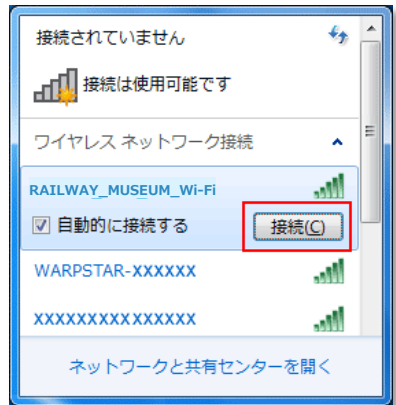 接続されていません
接続は使用可能です
ワイヤレス ネットワーク接続
RAILWAY_MUSEUM_Wi-Fi
自動的に接続する
接続(C)
WARPSTAR-XXXXXX
XXXXXXXXXXXXXXX
ネットワークと共有センターを開く